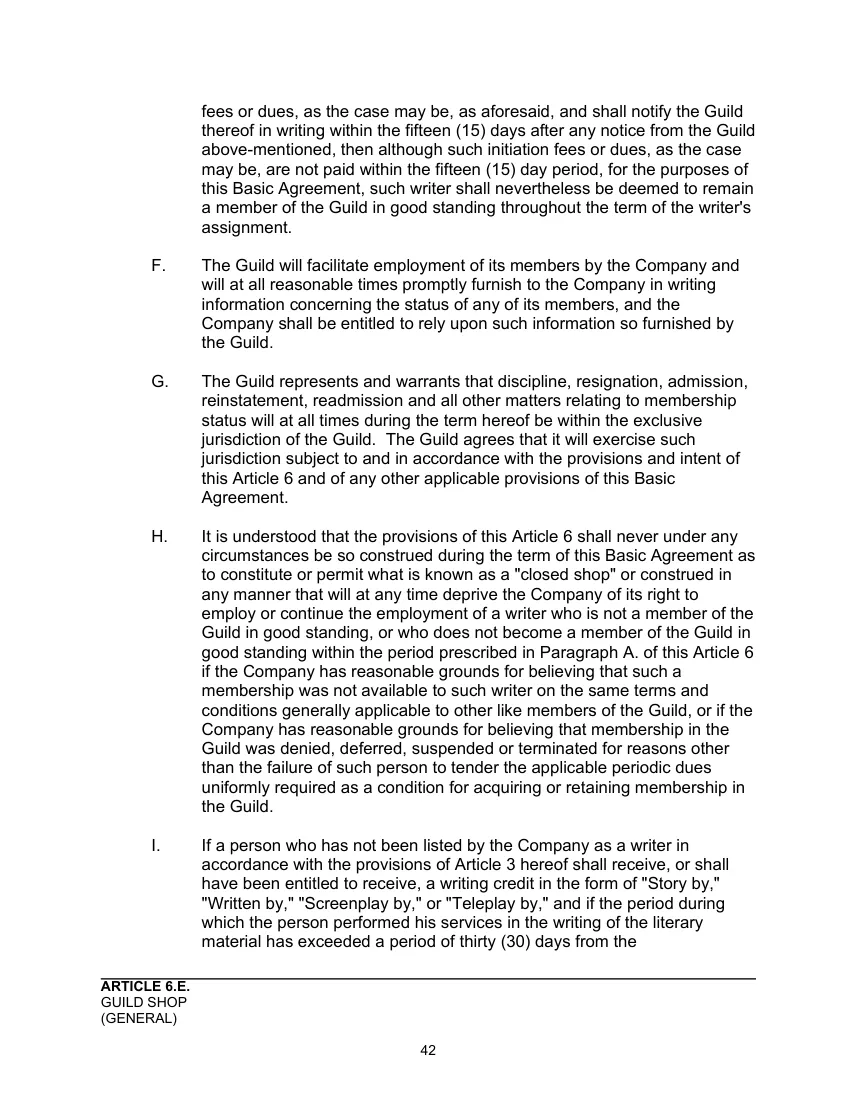 fees or dues, as the case may be, as aforesaid, and shall notify the Guild
thereof in writing within the fifteen (15) days after any notice from the Guild
above-mentioned, then although such initiation fees or dues, as the case
may be, are not paid within the fifteen (15) day period, for the purposes of
this Basic Agreement, such writer shall nevertheless be deemed to remain
a member of the Guild in good standing throughout the term of the writer's
assignment.
F. The Guild will facilitate employment of its members by the Company and
will at all reasonable times promptly furnish to the Company in writing
information concerning the status of any of its members, and the
Company shall be entitled to rely upon such information so furnished by
the Guild.
G. The Guild represents and warrants that discipline, resignation, admission,
reinstatement, readmission and all other matters relating to membership
status will at all times during the term hereof be within the exclusive
jurisdiction of the Guild.  The Guild agrees that it will exercise such
jurisdiction subject to and in accordance with the provisions and intent of
this Article 6 and of any other applicable provisions of this Basic
Agreement.
H. It is understood that the provisions of this Article 6 shall never under any
circumstances be so construed during the term of this Basic Agreement as
to constitute or permit what is known as a "closed shop" or construed in
any manner that will at any time deprive the Company of its right to
employ or continue the employment of a writer who is not a member of the
Guild in good standing, or who does not become a member of the Guild in
good standing within the period prescribed in Paragraph A. of this Article 6
if the Company has reasonable grounds for believing that such a
membership was not available to such writer on the same terms and
conditions generally applicable to other like members of the Guild, or if the
Company has reasonable grounds for believing that membership in the
Guild was denied, deferred, suspended or terminated for reasons other
than the failure of such person to tender the applicable periodic dues
uniformly required as a condition for acquiring or retaining membership in
the Guild.
I. If a person who has not been listed by the Company as a writer in
accordance with the provisions of Article 3 hereof shall receive, or shall
have been entitled to receive, a writing credit in the form of "Story by,"
"Written by," "Screenplay by," or "Teleplay by," and if the period during
which the person performed his services in the writing of the literary
material has exceeded a period of thirty (30) days from the
ARTICLE 6.E.
GUILD SHOP
(GENERAL)
42